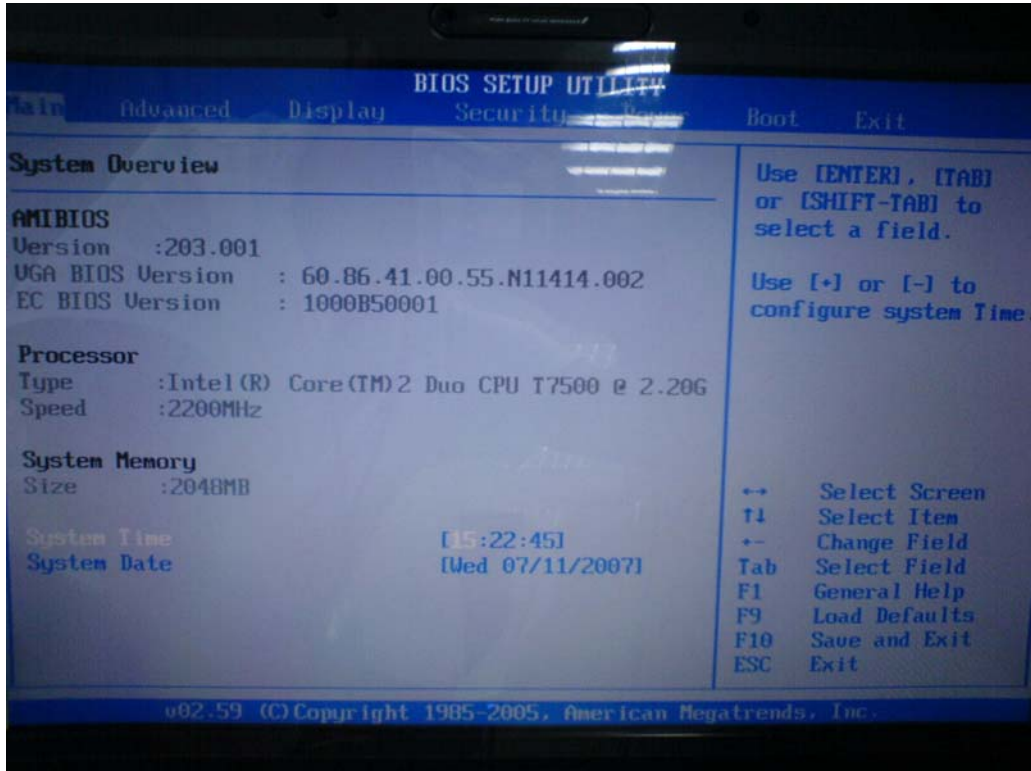 BIOS SETUP UTILITY
Main Advanced Display Security Power Boot Exit
System Overview
AMIBIOS
Version :203.001
VGA BIOS Version : 60.86.41.00.55.N11414.002
EC BIOS Version : 1000B50001
Processor
Type :Intel(R) Core(TM)2 Duo CPU T7500 @ 2.20G
Speed :2200MHz
System Memory
Size :2048MB
System Time [15:22:45]
System Date [Wed 07/11/2007]
Use [ENTER], [TAB]
or [SHIFT-TAB] to
select a field.
Use [+] or [-] to
configure system Time
↔ Select Screen
↑↓ Select Item
+- Change Field
Tab Select Field
F1 General Help
F9 Load Defaults
F10 Save and Exit
ESC Exit
v02.59 (C)Copyright 1985-2005, American Megatrends, Inc.